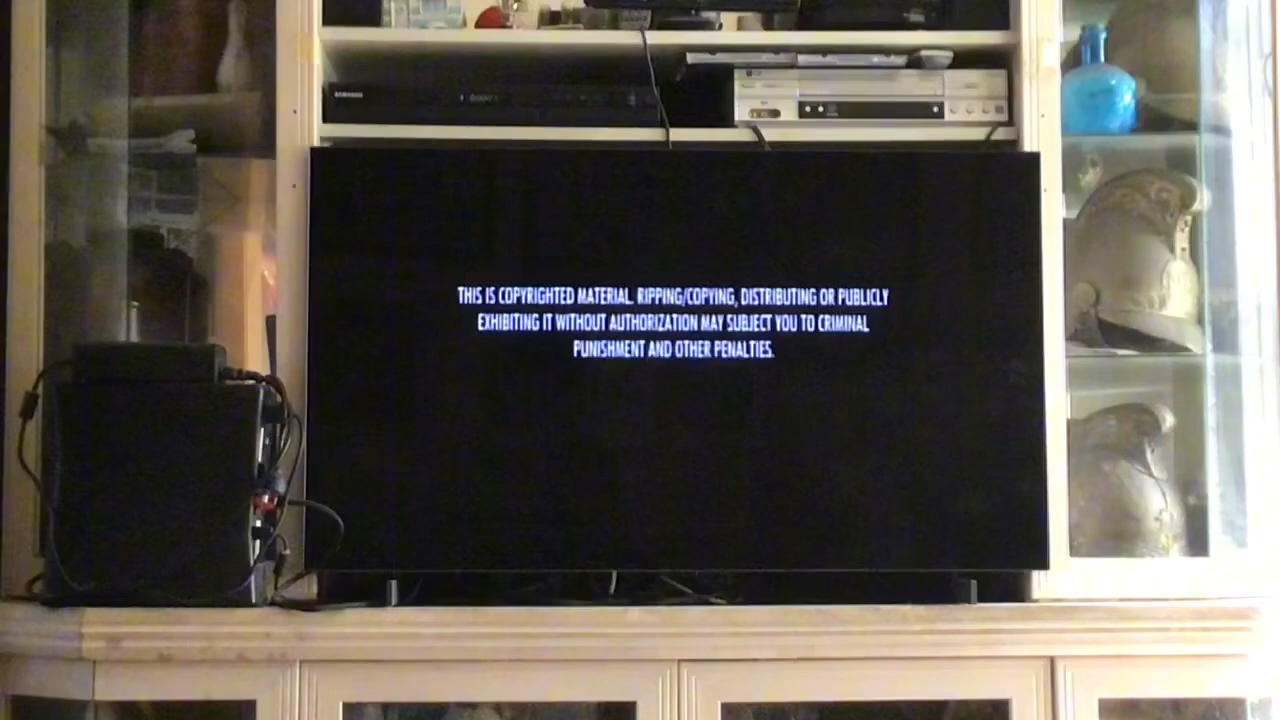 SAMSUNG
THIS IS COPYRIGHTED MATERIAL. RIPPING/COPYING, DISTRIBUTING OR PUBLICLY
EXHIBITING IT WITHOUT AUTHORIZATION MAY SUBJECT YOU TO CRIMINAL
PUNISHMENT AND OTHER PENALTIES.